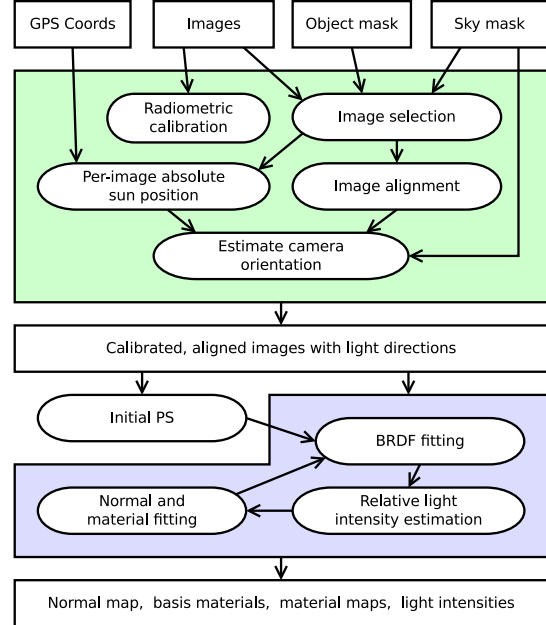 GPS Coords
Images
Object mask
Sky mask
Radiometric
calibration
Image selection
Per-image absolute
sun position
Image alignment
Estimate camera
orientation
Calibrated, aligned images with light directions
Initial PS
BRDF fitting
Normal and
material fitting
Relative light
intensity estimation
Normal map, basis materials, material maps, light intensities